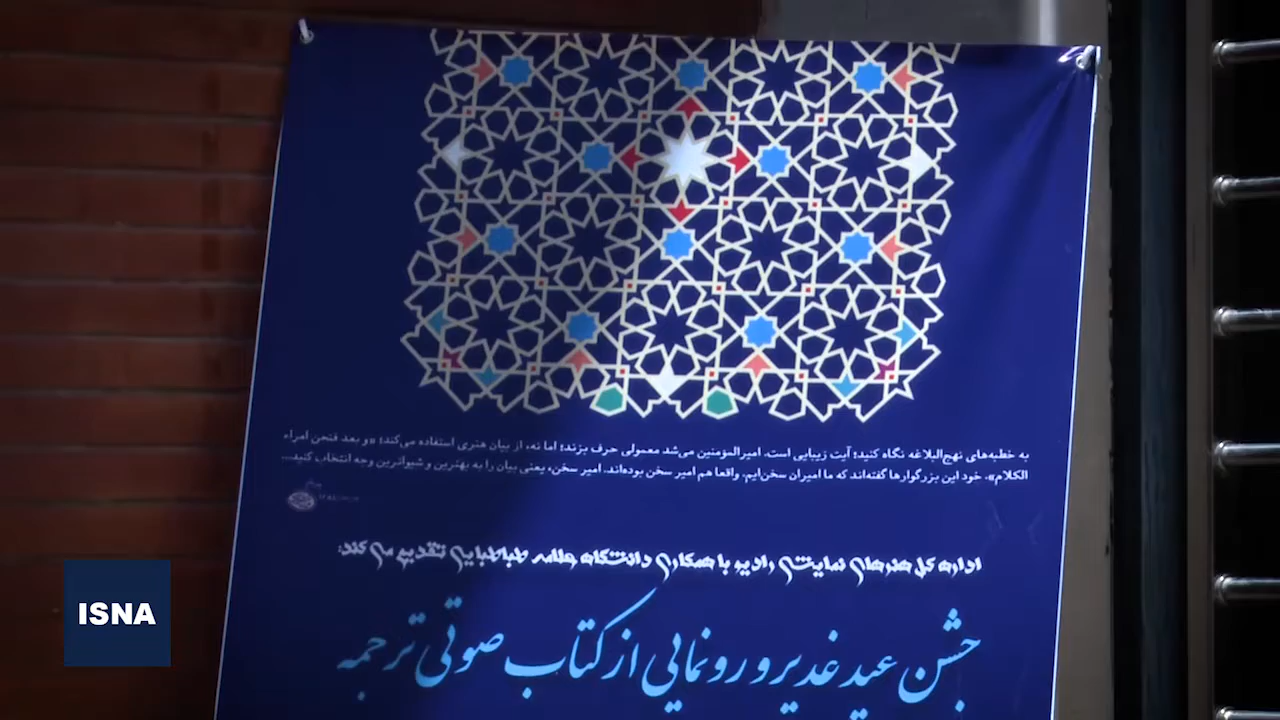 به خطبه‌های نهج‌البلاغه نگاه کنید؛ آیت زیبایی است. امیرالمؤمنین می‌شد معمولی حرف بزند؛ اما نه، از بیان هنری استفاده می‌کند؛ «و بعد فنحن امراء
الکلام». خود این بزرگوارها گفته‌اند که ما امیران سخن‌ایم. واقعا هم امیر سخن بوده‌اند. امیر سخن، یعنی بیان را به بهترین و شیواترین وجه انتخاب کنید...
اداره کل هنرهای نمایشی رادیو با همکاری دانشگاه علامه طباطبایی تقدیم می کند:
جشن عید غدیر و رونمایی از کتاب صوتی ترجمه
ISNA